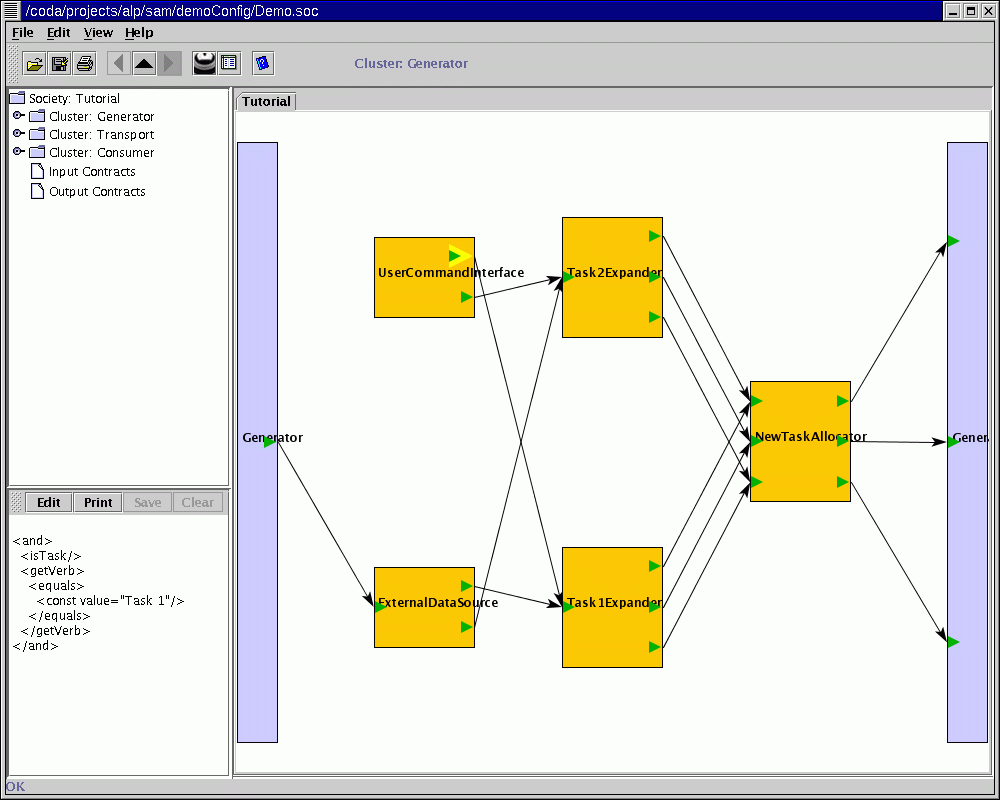 /coda/projects/alp/sam/demoConfig/Demo.soc
File Edit View Help
Cluster: Generator
Society: Tutorial
Cluster: Generator
Cluster: Transport
Cluster: Consumer
Input Contracts
Output Contracts
Edit Print Save Clear
<and>
<isTask/>
<getVerb>
<equals>
<const value="Task 1"/>
</equals>
</getVerb>
</and>
Tutorial
UserCommandInterface
Task2Expander
Generator
NewTaskAllocator
Gener
ExternalDataSource
Task1Expander
OK